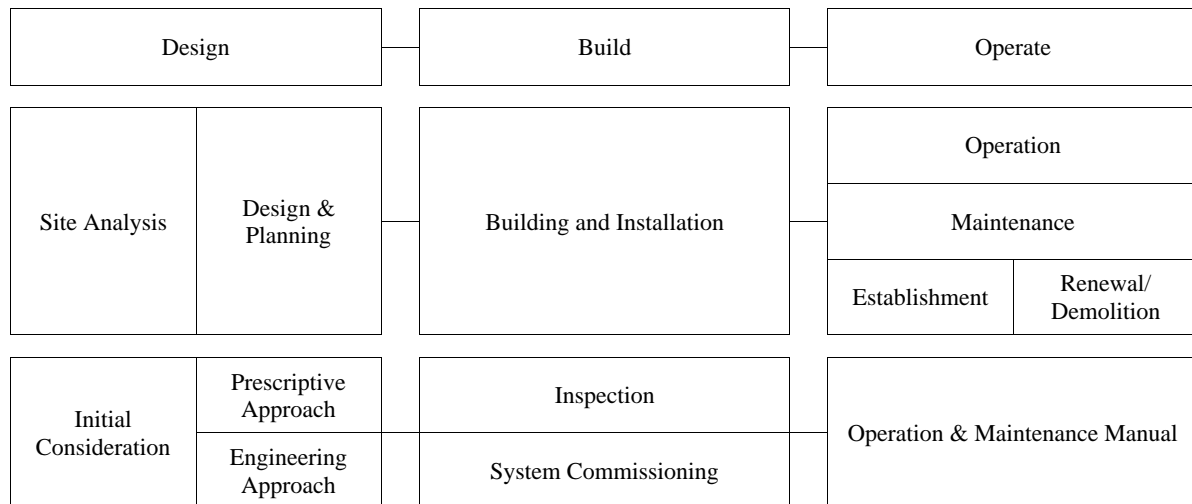 Design
Build
Operate
Site Analysis
Design &
Planning
Building and Installation
Operation
Maintenance
Establishment
Renewal/
Demolition
Initial
Consideration
Prescriptive
Approach
Engineering
Approach
Inspection
System Commissioning
Operation & Maintenance Manual